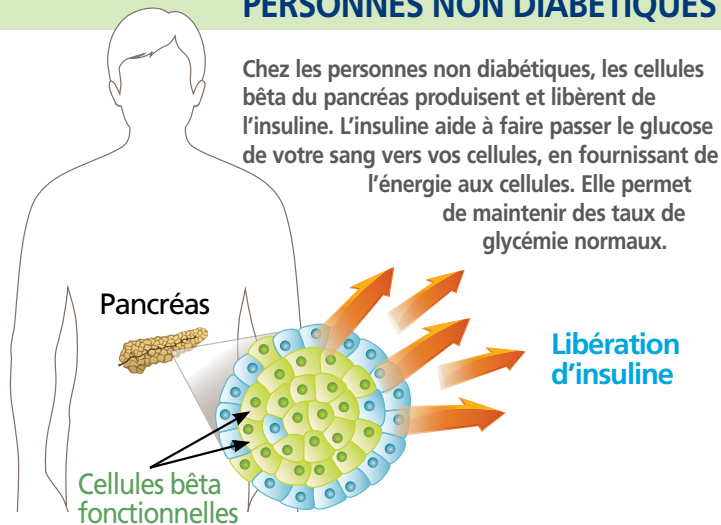 PERSONNES NON DIABÉTIQUES
Chez les personnes non diabétiques, les cellules
bêta du pancréas produisent et libèrent de
l’insuline. L’insuline aide à faire passer le glucose
de votre sang vers vos cellules, en fournissant de
l’énergie aux cellules. Elle permet
de maintenir des taux de
glycémie normaux.
Pancréas
Libération
d’insuline
Cellules bêta
fonctionnelles